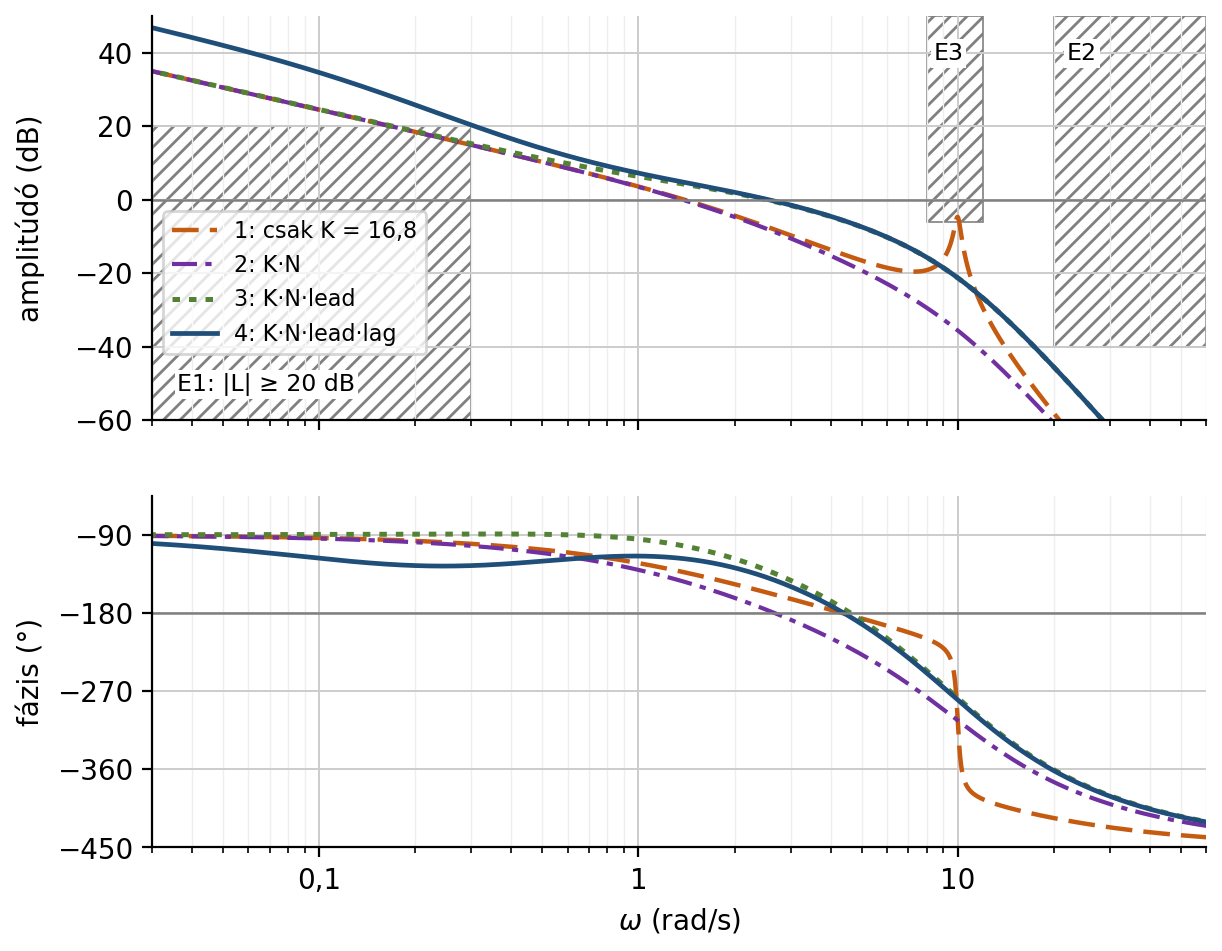 E3
E2
40
20
0
−20
−40
−60
amplitúdó (dB)
1: csak K = 16,8
2: K·N
3: K·N·lead
4: K·N·lead·lag
E1: |L| ≥ 20 dB
−90
−180
−270
−360
−450
fázis (°)
0,1
1
10
ω (rad/s)